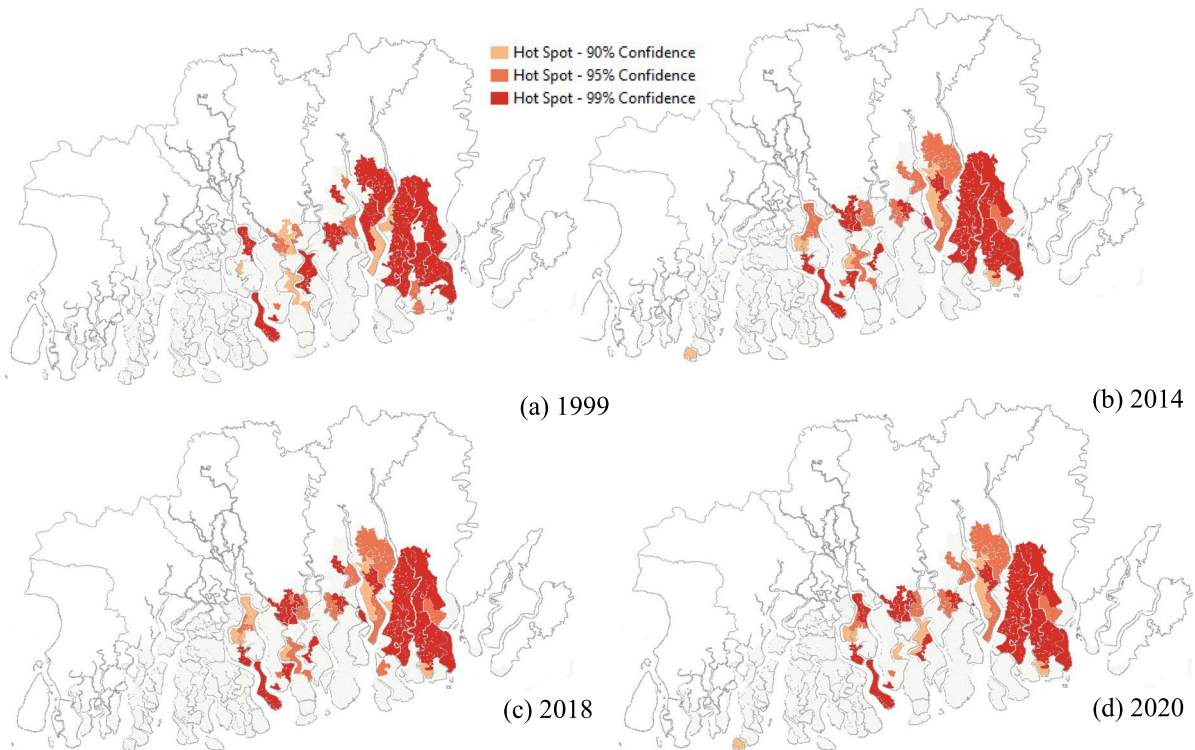 Hot Spot - 90% Confidence
Hot Spot - 95% Confidence
Hot Spot - 99% Confidence
(a) 1999
(b) 2014
(c) 2018
(d) 2020